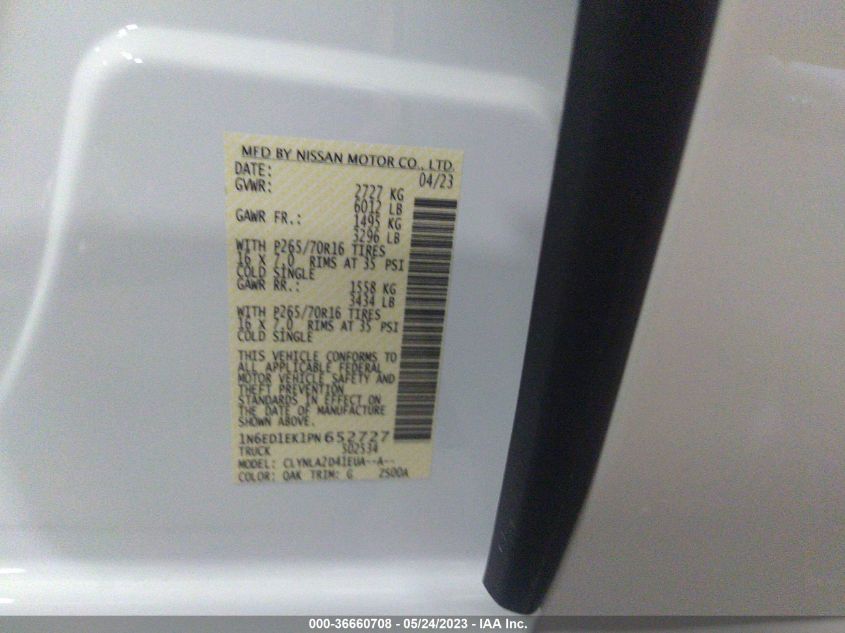 MFD BY NISSAN MOTOR CO., LTD.
DATE: 04/23
GVWR: 2727 KG
6012 LB
GAWR FR.: 1495 KG
3296 LB
WITH P265/70R16 TIRES
16 X 7.0 RIMS AT 35 PSI
COLD SINGLE
GAWR RR.: 1558 KG
3434 LB
WITH P265/70R16 TIRES
16 X 7.0 RIMS AT 35 PSI
COLD SINGLE
THIS VEHICLE CONFORMS TO
ALL APPLICABLE FEDERAL
MOTOR VEHICLE SAFETY AND
THEFT PREVENTION
STANDARDS IN EFFECT ON
THE DATE OF MANUFACTURE
SHOWN ABOVE.
1N6ED1EK1PN652727
TRUCK 502534
MODEL: CLYNLA2D41EUA--A--
COLOR: QAK TRIM: G 2S00A
000-36660708 - 05/24/2023 - IAA Inc.